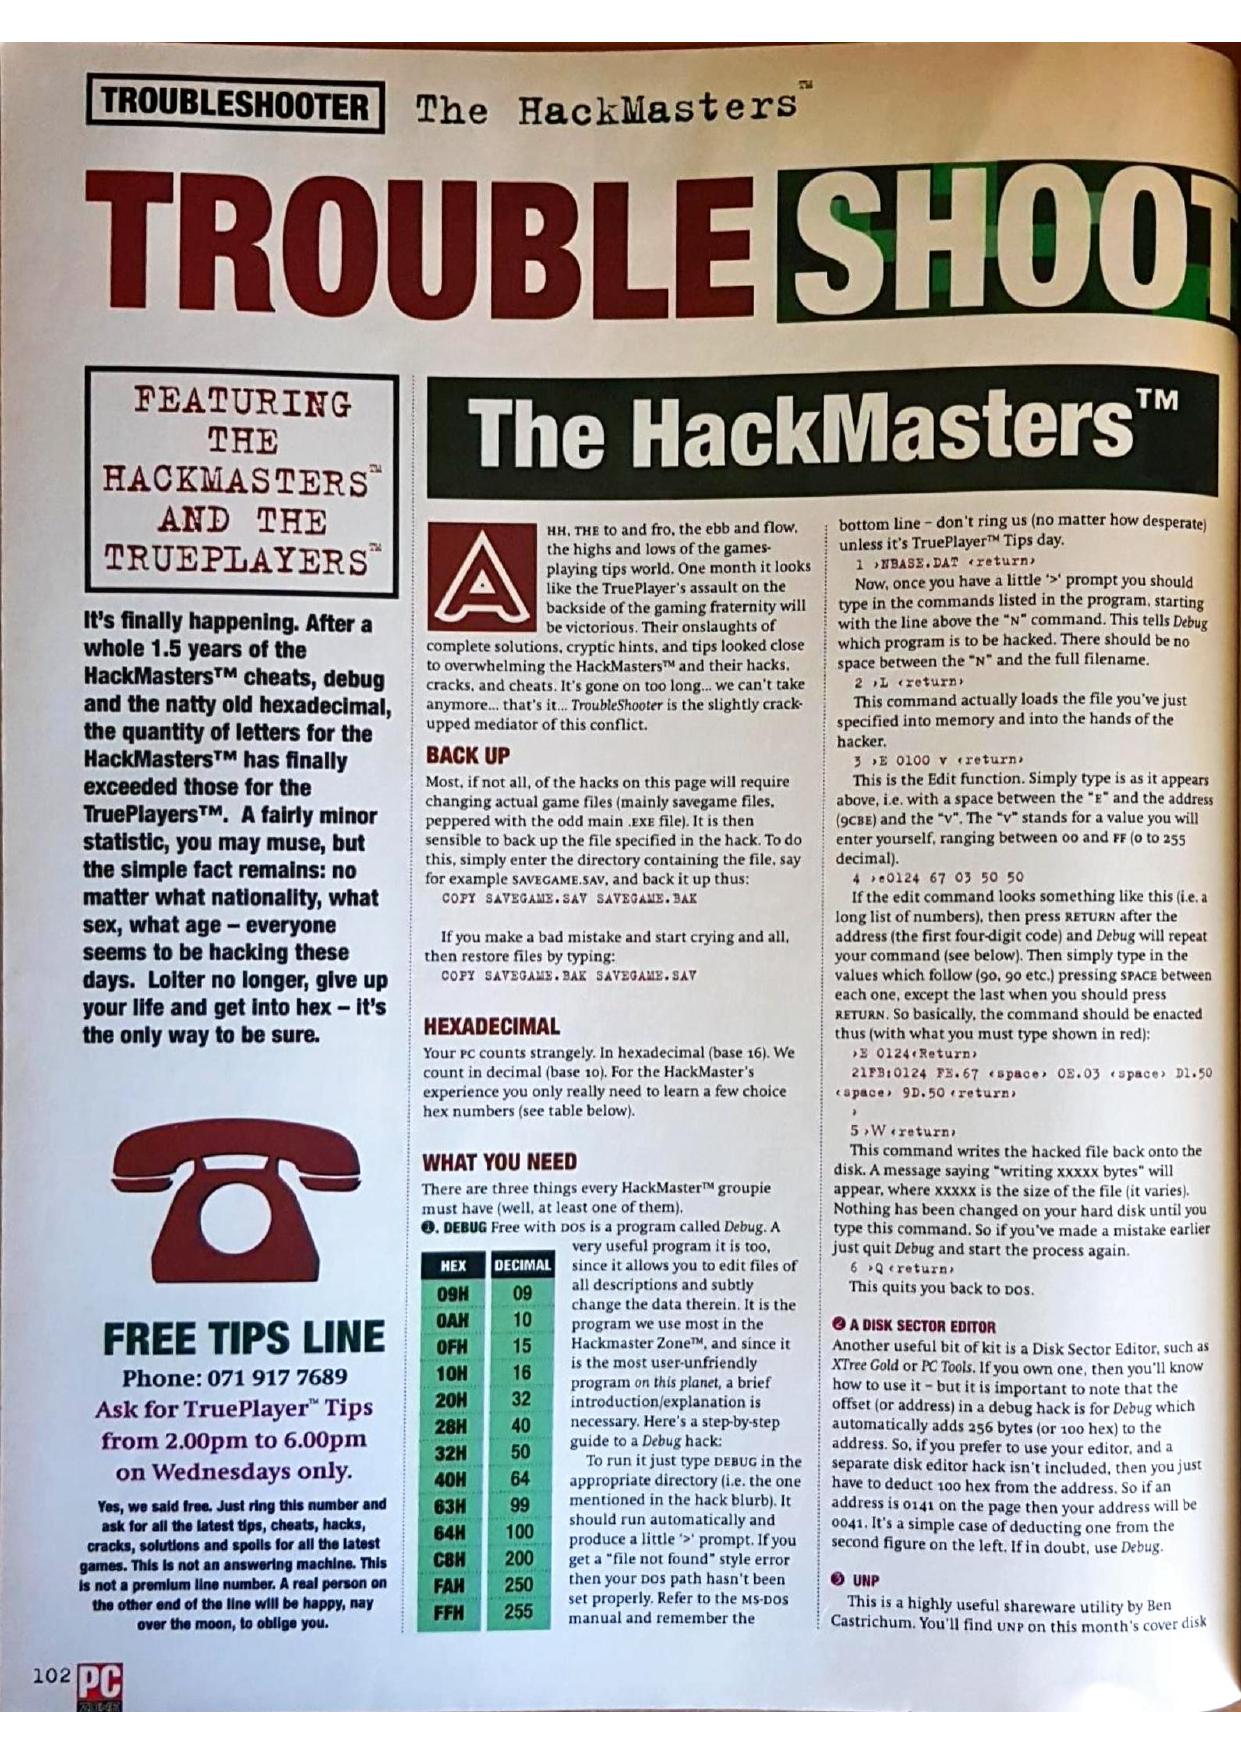 TROUBLESHOOTER The HackMasters™
TROUBLESHOOT
FEATURING
THE
HACKMASTERS™
AND THE
TRUEPLAYERS™
It's finally happening. After a
whole 1.5 years of the
HackMasters™ cheats, debug
and the natty old hexadecimal,
the quantity of letters for the
HackMasters™ has finally
exceeded those for the
TruePlayers™. A fairly minor
statistic, you may muse, but
the simple fact remains: no
matter what nationality, what
sex, what age – everyone
seems to be hacking these
days. Loiter no longer, give up
your life and get into hex – it's
the only way to be sure.
FREE TIPS LINE
Phone: 071 917 7689
Ask for TruePlayer™ Tips
from 2.00pm to 6.00pm
on Wednesdays only.
Yes, we said free. Just ring this number and
ask for all the latest tips, cheats, hacks,
cracks, solutions and spoils for all the latest
games. This is not an answering machine. This
is not a premium line number. A real person on
the other end of the line will be happy, nay
over the moon, to oblige you.
The HackMasters™
AHH, THE to and fro, the ebb and flow,
the highs and lows of the games-
playing tips world. One month it looks
like the TruePlayer's assault on the
backside of the gaming fraternity will
be victorious. Their onslaughts of
complete solutions, cryptic hints, and tips looked close
to overwhelming the HackMasters™ and their hacks,
cracks, and cheats. It's gone on too long... we can't take
anymore... that's it... TroubleShooter is the slightly crack-
upped mediator of this conflict.
BACK UP
Most, if not all, of the hacks on this page will require
changing actual game files (mainly savegame files,
peppered with the odd main .EXE file). It is then
sensible to back up the file specified in the hack. To do
this, simply enter the directory containing the file, say
for example SAVEGAME.SAV, and back it up thus:
COPY SAVEGAME.SAV SAVEGAME.BAK
If you make a bad mistake and start crying and all,
then restore files by typing:
COPY SAVEGAME.BAK SAVEGAME.SAV
HEXADECIMAL
Your PC counts strangely. In hexadecimal (base 16). We
count in decimal (base 10). For the HackMaster's
experience you only really need to learn a few choice
hex numbers (see table below).
WHAT YOU NEED
There are three things every HackMaster™ groupie
must have (well, at least one of them).
❶. DEBUG Free with DOS is a program called Debug. A
very useful program it is too,
since it allows you to edit files of
all descriptions and subtly
change the data therein. It is the
program we use most in the
Hackmaster Zone™, and since it
is the most user-unfriendly
program on this planet, a brief
introduction/explanation is
necessary. Here's a step-by-step
guide to a Debug hack:
To run it just type DEBUG in the
appropriate directory (i.e. the one
mentioned in the hack blurb). It
should run automatically and
produce a little '>' prompt. If you
get a "file not found" style error
then your DOS path hasn't been
set properly. Refer to the MS-DOS
manual and remember the
HEX DECIMAL
09H 09
0AH 10
0FH 15
10H 16
20H 32
28H 40
32H 50
40H 64
63H 99
64H 100
C8H 200
FAH 250
FFH 255
bottom line – don't ring us (no matter how desperate)
unless it's TruePlayer™ Tips day.
1 >NBASE.DAT <return>
Now, once you have a little '>' prompt you should
type in the commands listed in the program, starting
with the line above the "N" command. This tells Debug
which program is to be hacked. There should be no
space between the "N" and the full filename.
2 >L <return>
This command actually loads the file you've just
specified into memory and into the hands of the
hacker.
3 >E 0100 v <return>
This is the Edit function. Simply type is as it appears
above, i.e. with a space between the "E" and the address
(9CBE) and the "v". The "v" stands for a value you will
enter yourself, ranging between 00 and FF (0 to 255
decimal).
4 >e0124 67 03 50 50
If the edit command looks something like this (i.e. a
long list of numbers), then press RETURN after the
address (the first four-digit code) and Debug will repeat
your command (see below). Then simply type in the
values which follow (90, 90 etc.) pressing SPACE between
each one, except the last when you should press
RETURN. So basically, the command should be enacted
thus (with what you must type shown in red):
>E 0124<Return>
21FB:0124 FE.67 <space> 0E.03 <space> D1.50
<space> 9D.50 <return>
>
5 >W <return>
This command writes the hacked file back onto the
disk. A message saying "writing xxxxx bytes" will
appear, where xxxxx is the size of the file (it varies).
Nothing has been changed on your hard disk until you
type this command. So if you've made a mistake earlier
just quit Debug and start the process again.
6 >Q <return>
This quits you back to DOS.
❷ A DISK SECTOR EDITOR
Another useful bit of kit is a Disk Sector Editor, such as
XTree Gold or PC Tools. If you own one, then you'll know
how to use it – but it is important to note that the
offset (or address) in a debug hack is for Debug which
automatically adds 256 bytes (or 100 hex) to the
address. So, if you prefer to use your editor, and a
separate disk editor hack isn't included, then you just
have to deduct 100 hex from the address. So if an
address is 0141 on the page then your address will be
0041. It's a simple case of deducting one from the
second figure on the left. If in doubt, use Debug.
❸ UNP
This is a highly useful shareware utility by Ben
Castrichum. You'll find UNP on this month's cover disk
102 PC
ZONE